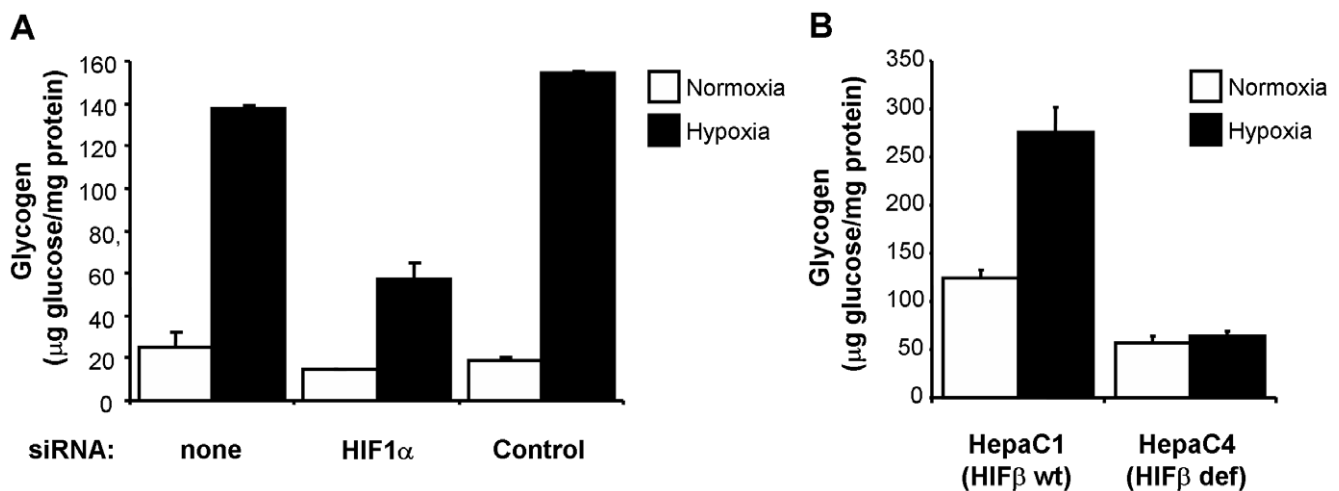 A
Glycogen
(μg glucose/mg protein)
160
140
120
100
80,
60
40
20
0
Normoxia
Hypoxia
siRNA: none HIF1α Control
B
Glycogen
(μg glucose/mg protein)
350
300
250
200
150
100
50
0
Normoxia
Hypoxia
HepaC1 HepaC4
(HIFβ wt) (HIFβ def)